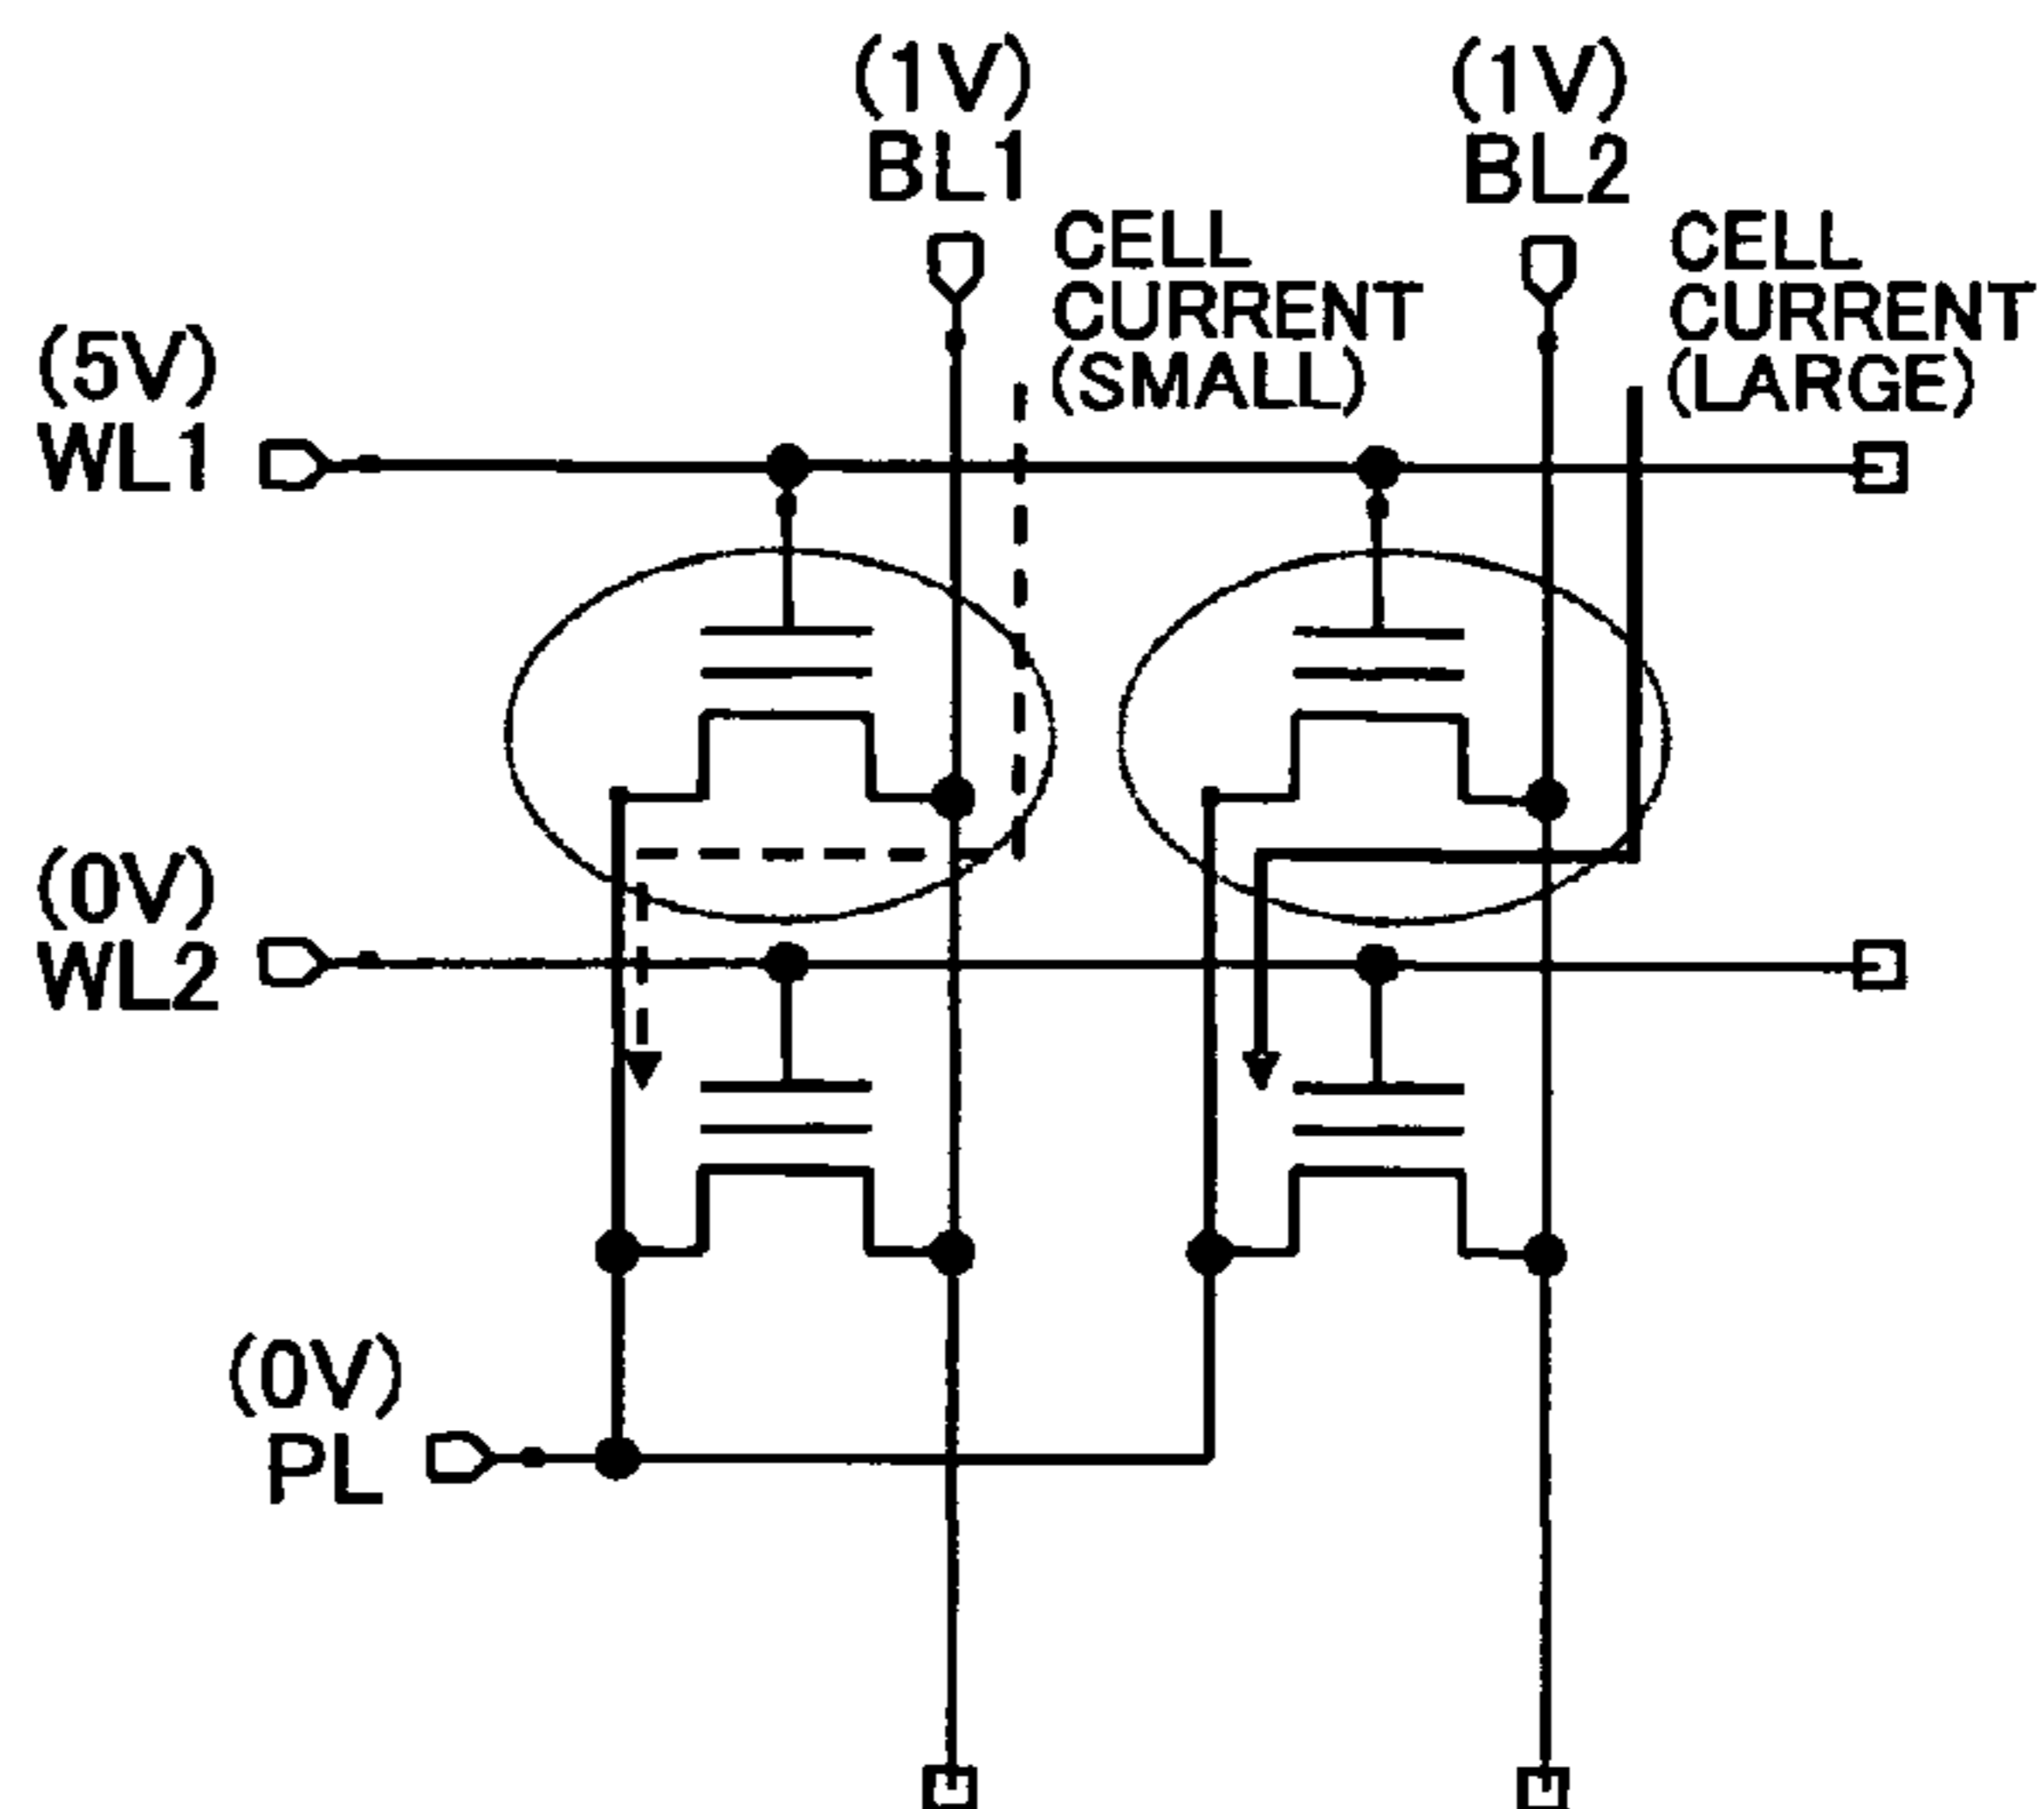 (1V)
BL1
(1V)
BL2
CELL
CURRENT
(SMALL)
CELL
CURRENT
(LARGE)
(5V)
WL1
(0V)
WL2
(0V)
PL